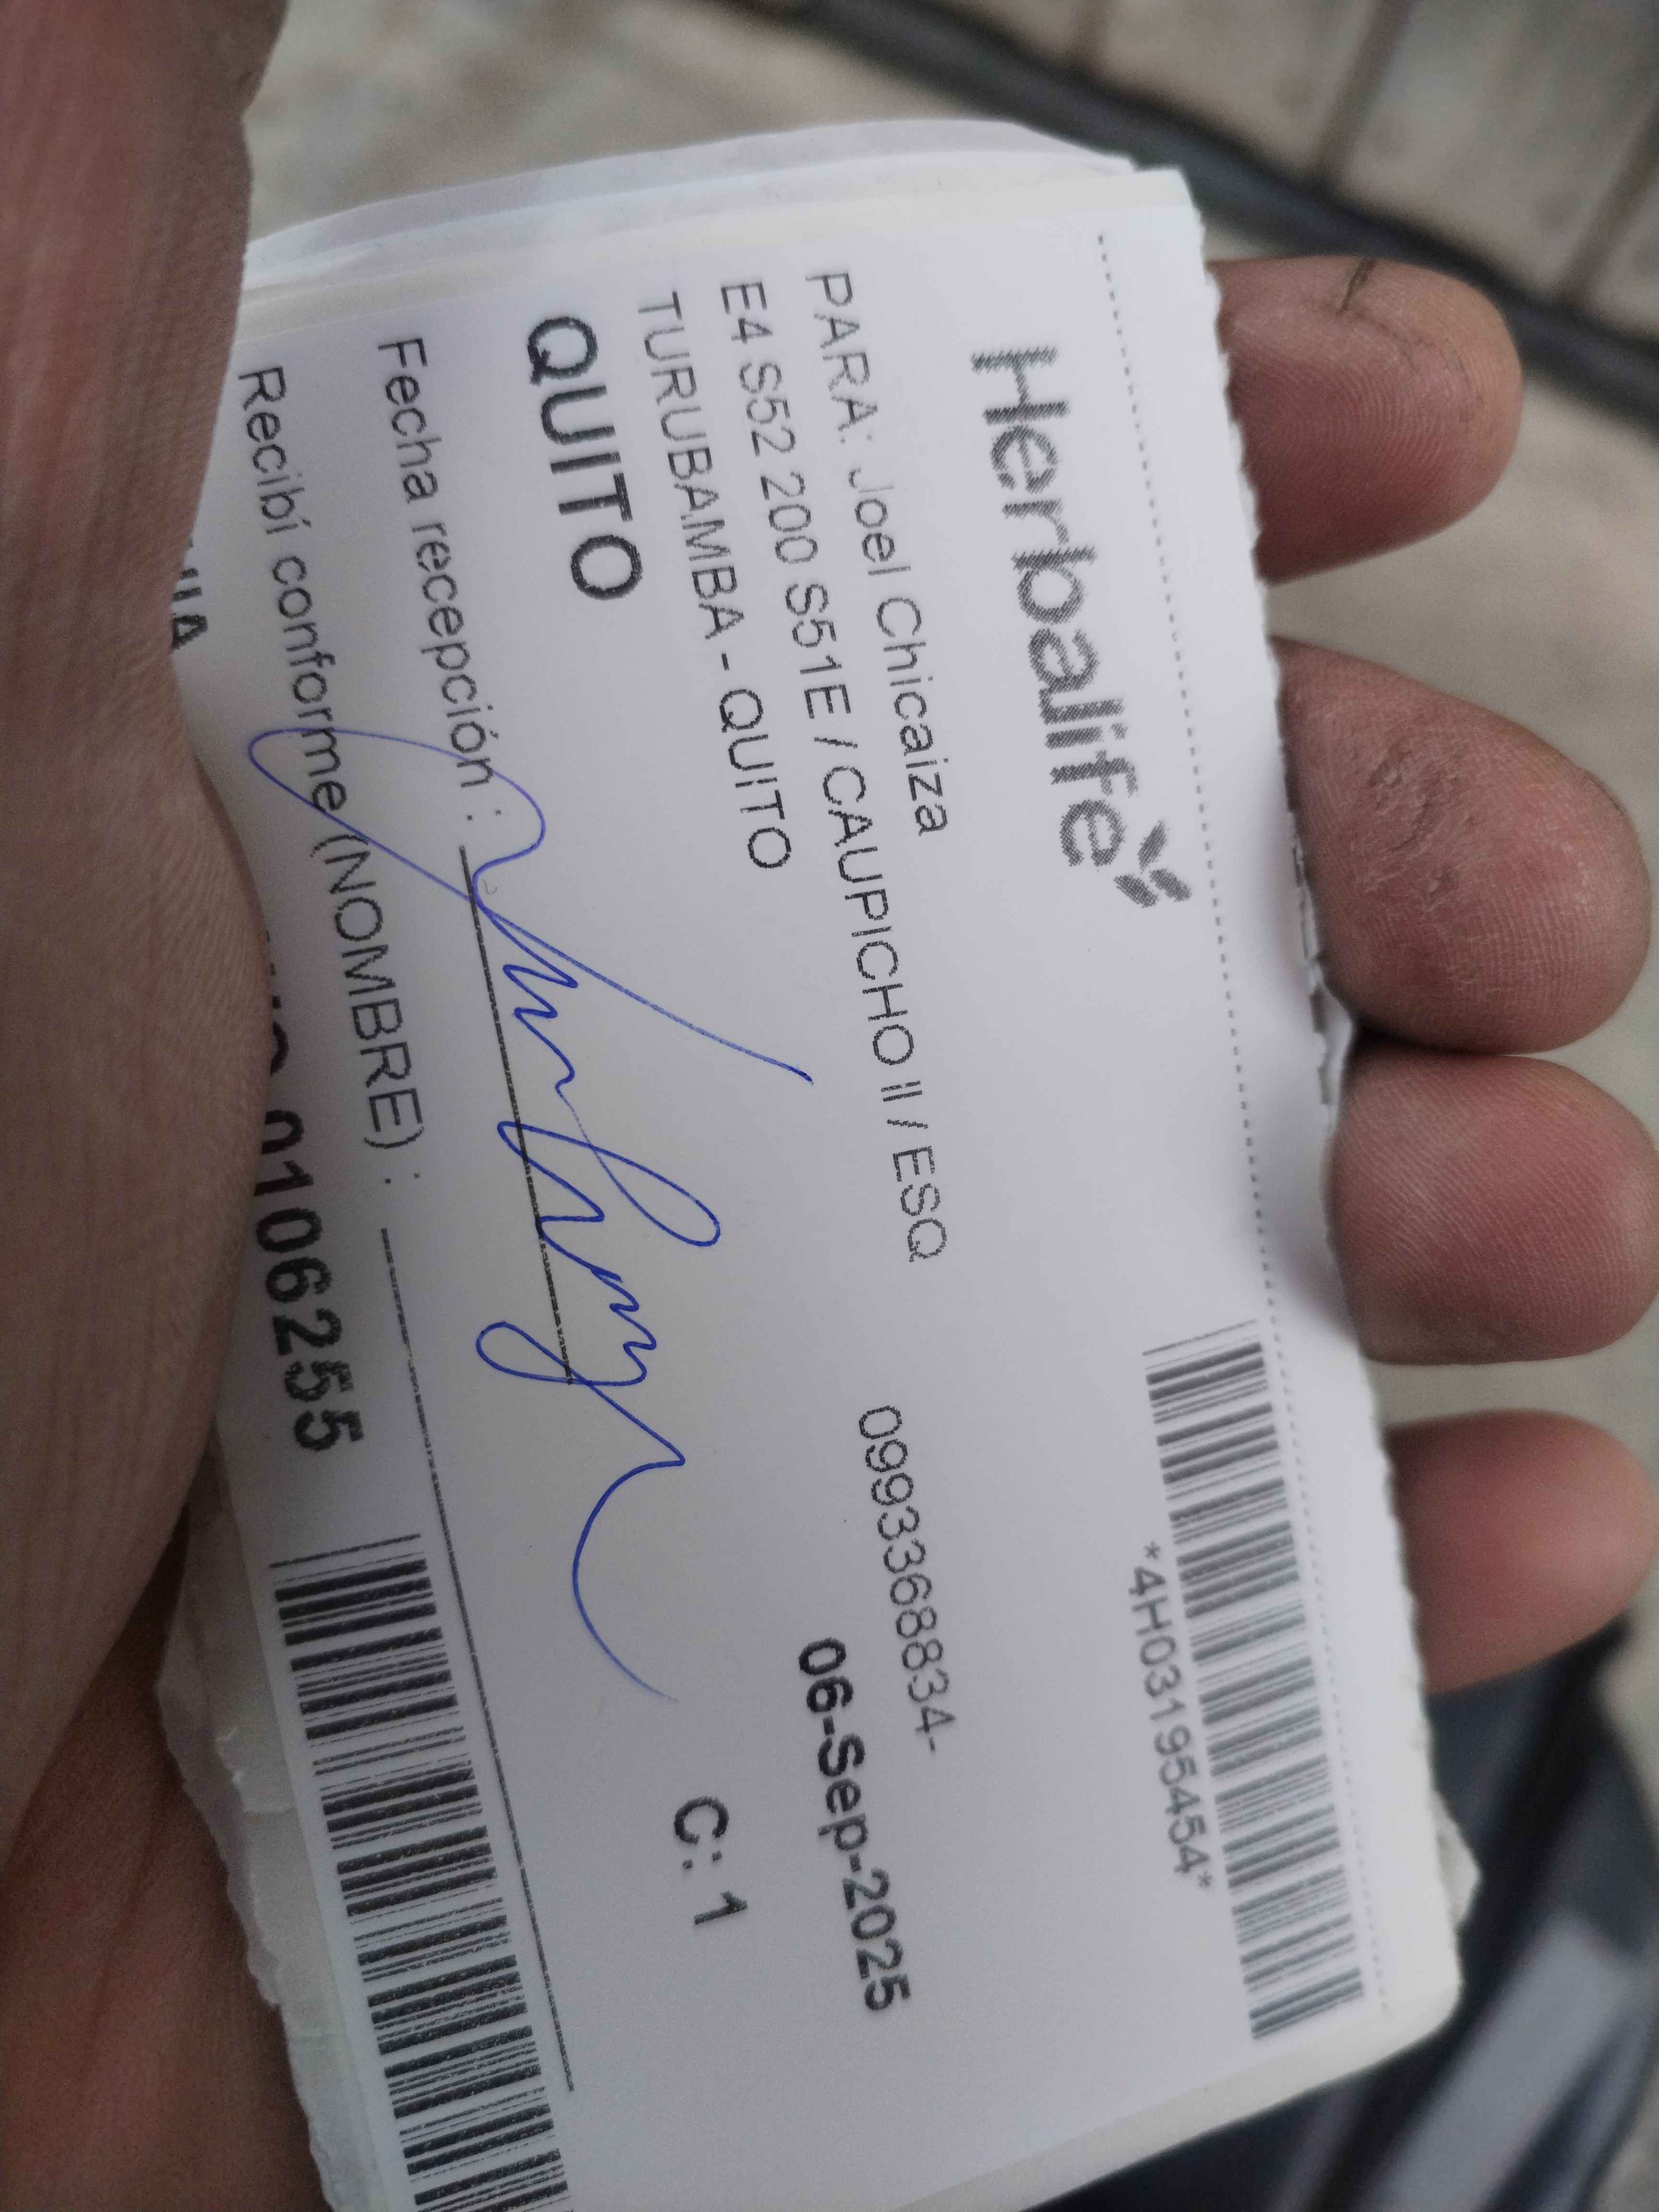 Herbalife
*4H03195454*
PARA: Joel Chicaiza
0993368834-
E4 S52 200 S51E / CAUPICHO II / ESQ
TURUBAMBA - QUITO
06-Sep-2025
QUITO
C: 1
Fecha recepción :
Recibí conforme (NOMBRE) :
0106255